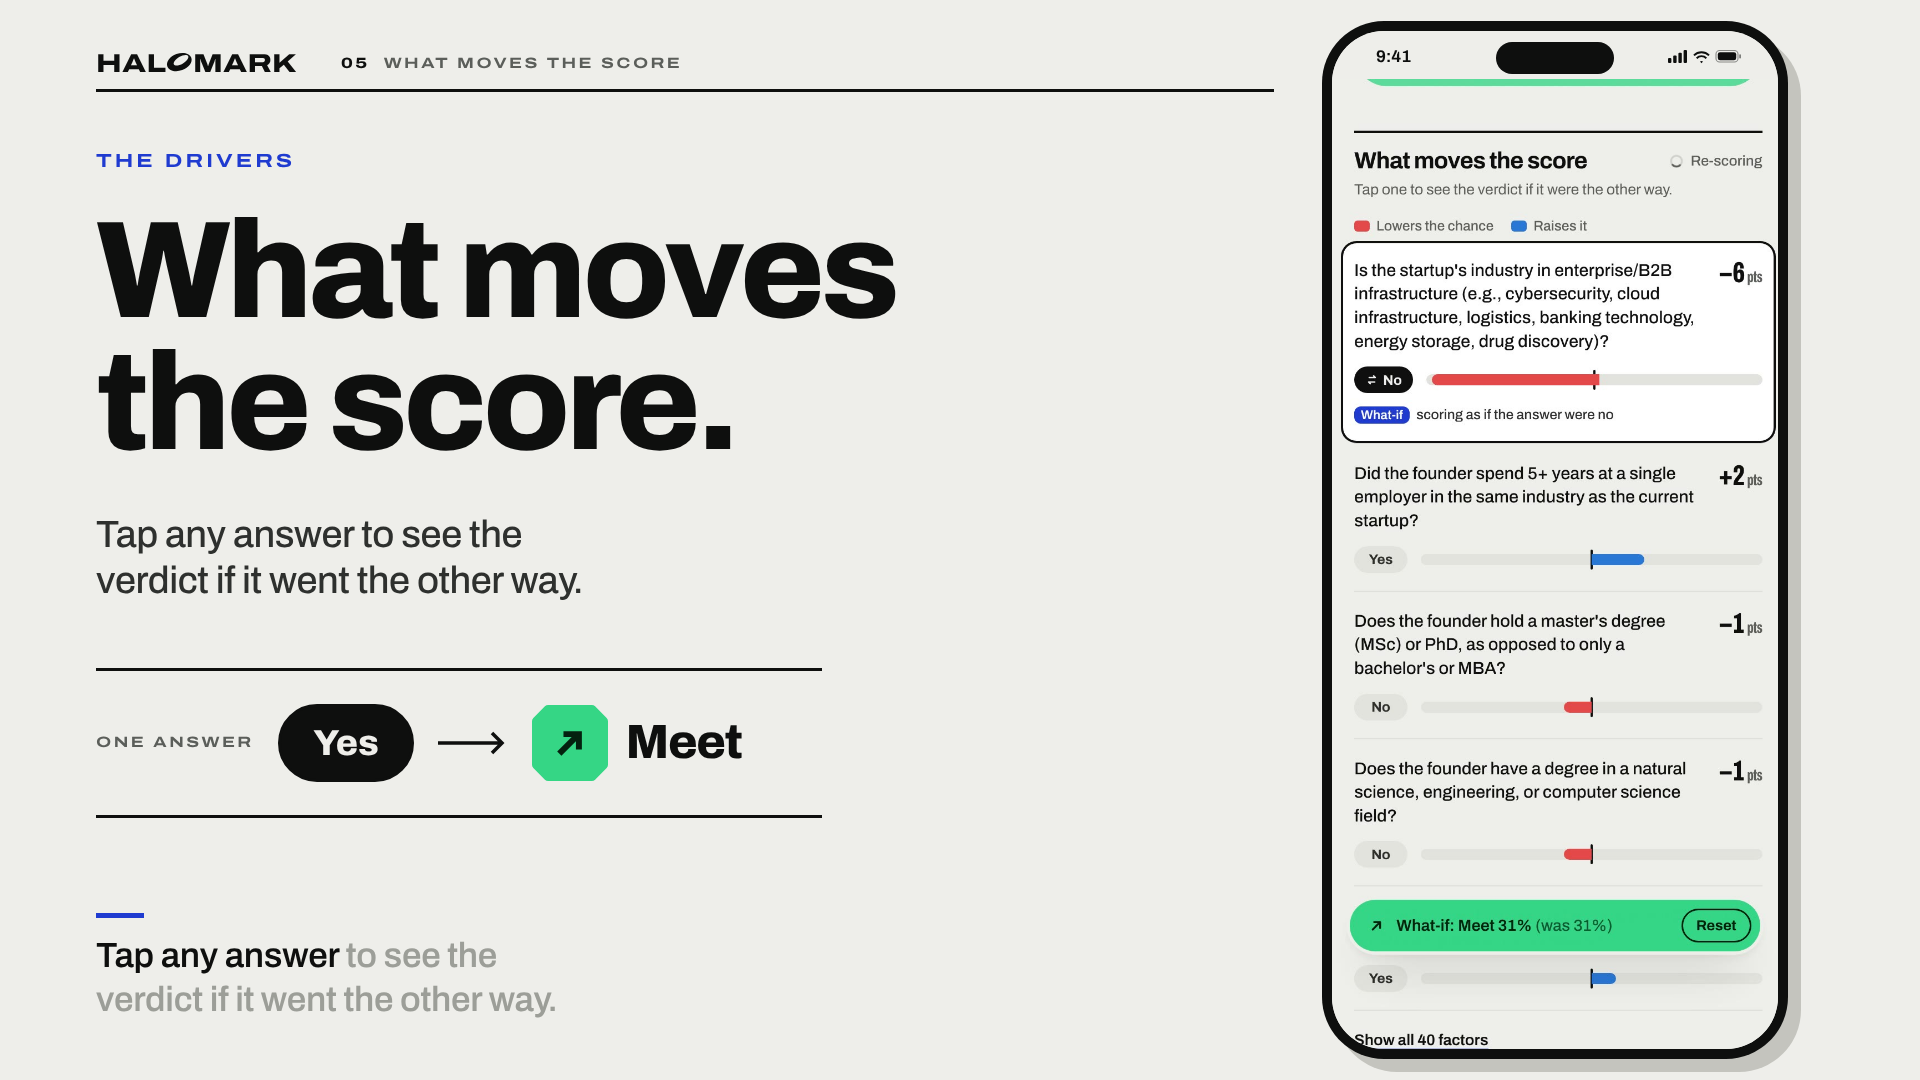 HALOMARK
05 WHAT MOVES THE SCORE
THE DRIVERS
What moves
the score.
Tap any answer to see the
verdict if it went the other way.
ONE ANSWER Yes Meet
Tap any answer to see the
verdict if it went the other way.
9:41
What moves the score
Re-scoring
Tap one to see the verdict if it were the other way.
Lowers the chance Raises it
Is the startup's industry in enterprise/B2B
infrastructure (e.g., cybersecurity, cloud
infrastructure, logistics, banking technology,
energy storage, drug discovery)?
−6 pts
No
What-if scoring as if the answer were no
Did the founder spend 5+ years at a single
employer in the same industry as the current
startup?
+2 pts
Yes
Does the founder hold a master's degree
(MSc) or PhD, as opposed to only a
bachelor's or MBA?
−1 pts
No
Does the founder have a degree in a natural
science, engineering, or computer science
field?
−1 pts
No
What-if: Meet 31% (was 31%) Reset
Yes
Show all 40 factors